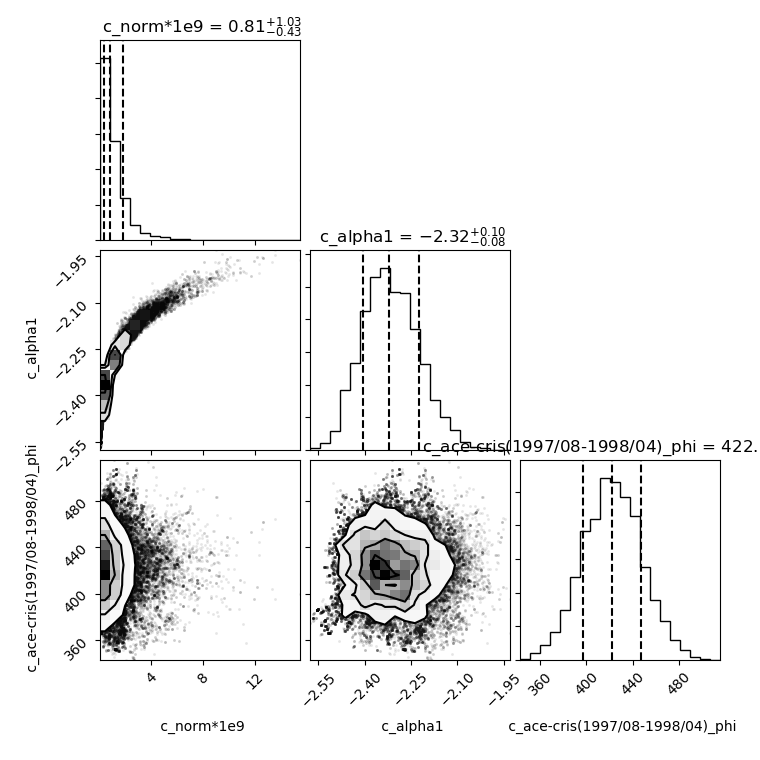 c_norm*1e9 = 0.81+1.03−0.43
c_alpha1 = −2.32+0.10−0.08
−1.95
−2.10
−2.25
−2.40
−2.55
c_alpha1
c_ace-cris(1997/08-1998/04)_phi = 422.
480
440
400
360
c_ace-cris(1997/08-1998/04)_phi
4
8
12
c_norm*1e9
−2.55
−2.40
−2.25
−2.10
−1.95
c_alpha1
360
400
440
480
c_ace-cris(1997/08-1998/04)_phi